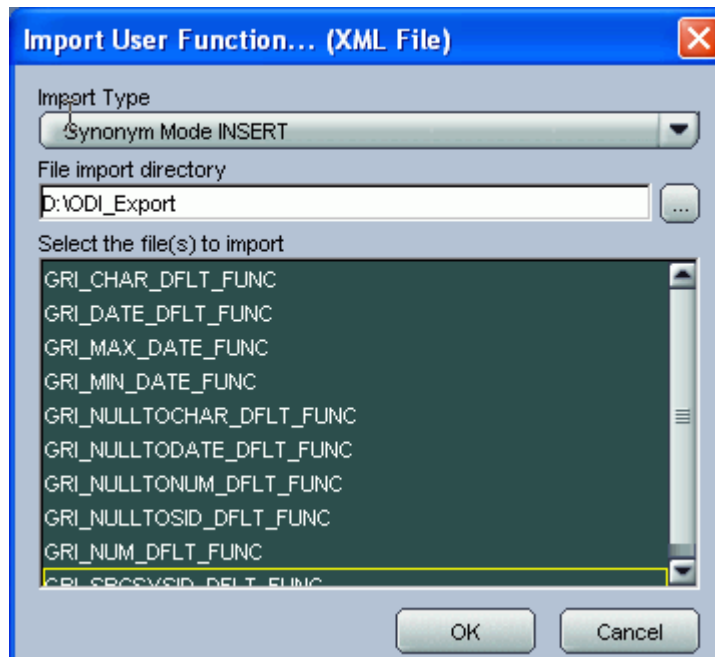 Import User Function... (XML File)
Import Type
Synonym Mode INSERT
File import directory
D:\ODI_Export
...
Select the file(s) to import
GRI_CHAR_DFLT_FUNC
GRI_DATE_DFLT_FUNC
GRI_MAX_DATE_FUNC
GRI_MIN_DATE_FUNC
GRI_NULLTOCHAR_DFLT_FUNC
GRI_NULLTODATE_DFLT_FUNC
GRI_NULLTONUM_DFLT_FUNC
GRI_NULLTOSID_DFLT_FUNC
GRI_NUM_DFLT_FUNC
GRI_SRCSYSID_DFLT_FUNC
OK Cancel